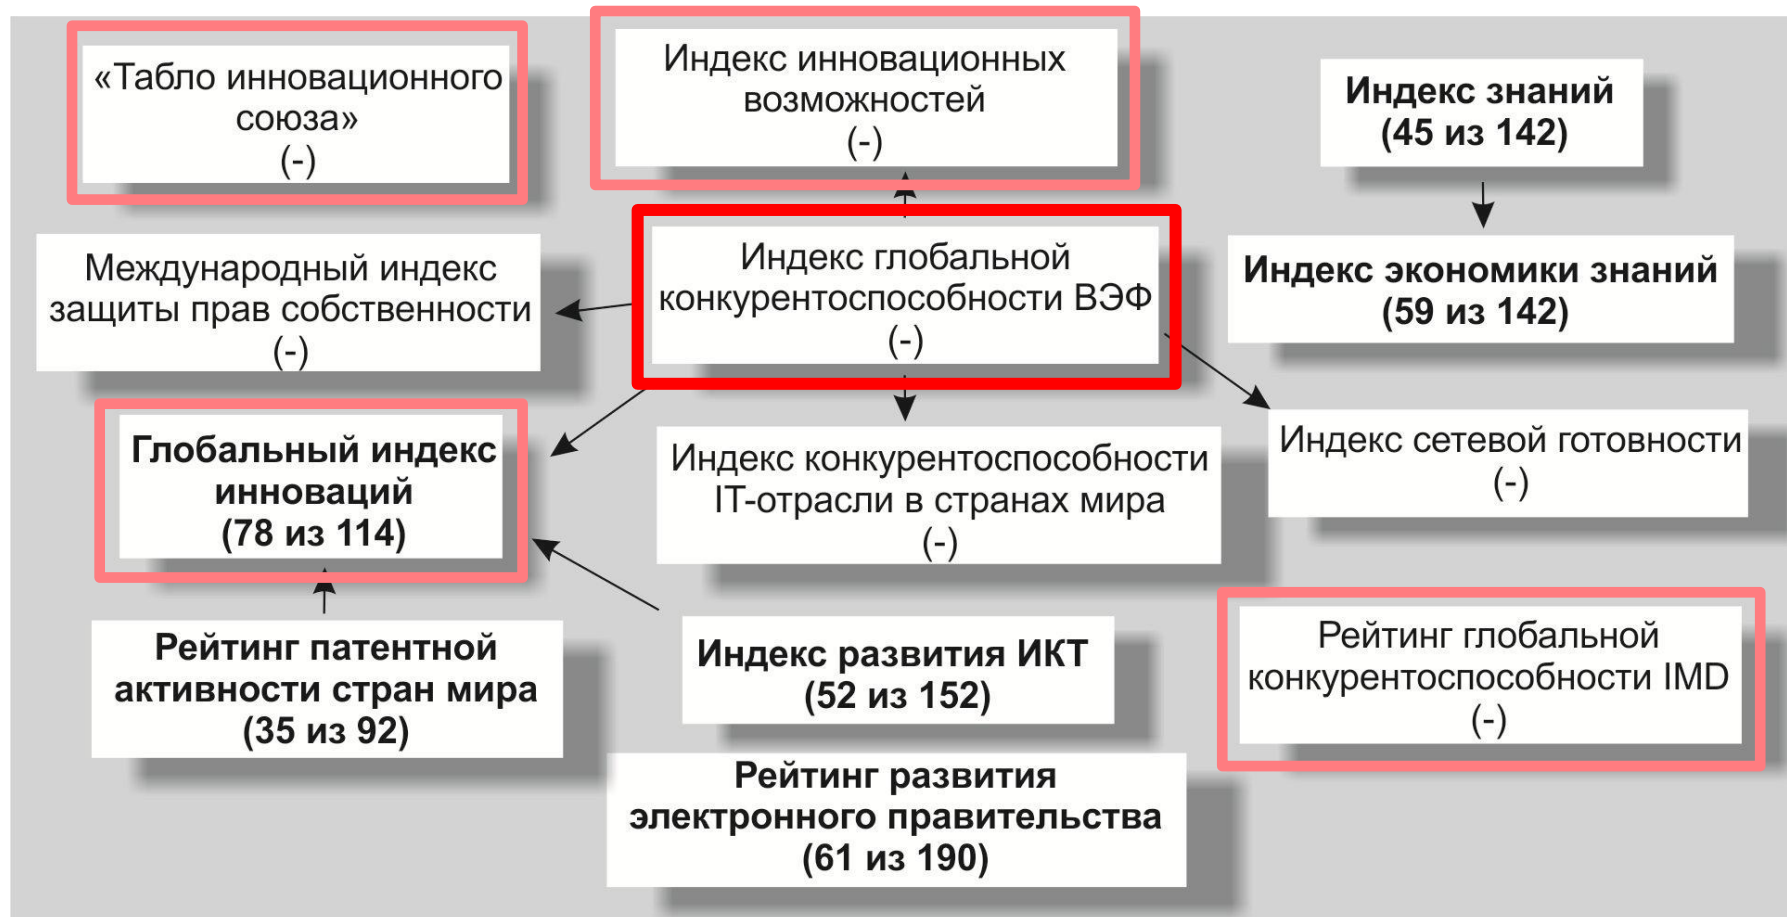 «Табло инновационного
союза»
(-)
Индекс инновационных
возможностей
(-)
Индекс знаний
(45 из 142)
Международный индекс
защиты прав собственности
(-)
Индекс глобальной
конкурентоспособности ВЭФ
(-)
Индекс экономики знаний
(59 из 142)
Глобальный индекс
инноваций
(78 из 114)
Индекс конкурентоспособности
IT-отрасли в странах мира
(-)
Индекс сетевой готовности
(-)
Рейтинг патентной
активности стран мира
(35 из 92)
Индекс развития ИКТ
(52 из 152)
Рейтинг глобальной
конкурентоспособности IMD
(-)
Рейтинг развития
электронного правительства
(61 из 190)